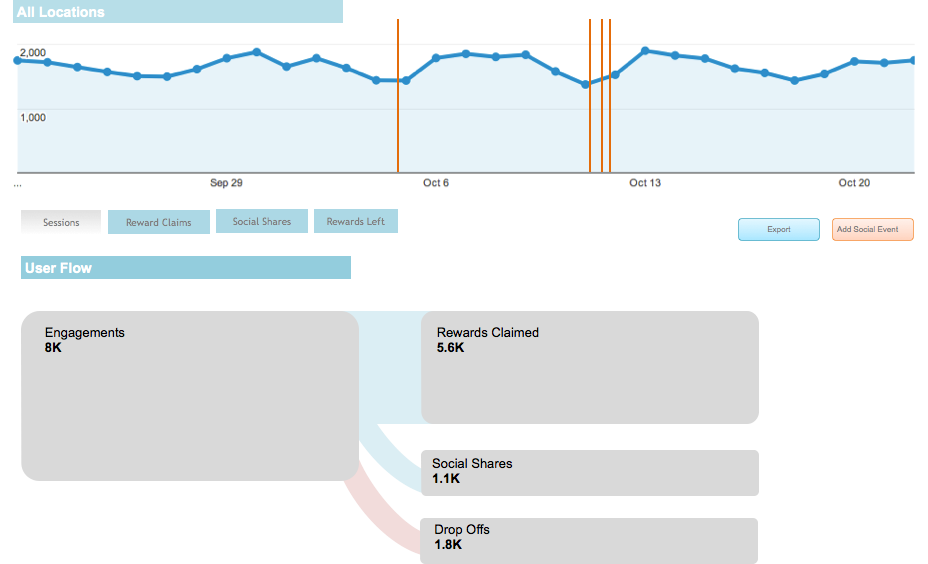 All Locations
2,000
1,000
...
Sep 29
Oct 6
Oct 13
Oct 20
Sessions
Reward Claims
Social Shares
Rewards Left
Export
Add Social Event
User Flow
Engagements
8K
Rewards Claimed
5.6K
Social Shares
1.1K
Drop Offs
1.8K